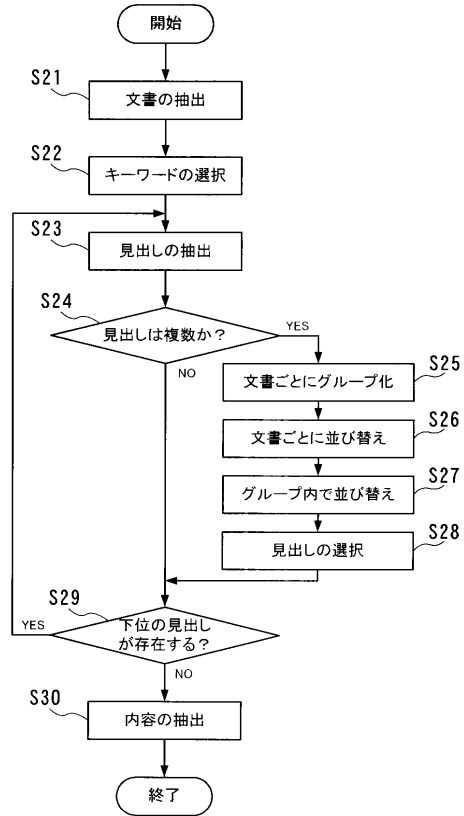 開始
S21
文書の抽出
S22
キーワードの選択
S23
見出しの抽出
S24
見出しは複数か？
YES
NO
S25
文書ごとにグループ化
S26
文書ごとに並び替え
S27
グループ内で並び替え
S28
見出しの選択
S29
下位の見出し
が存在する？
YES
NO
S30
内容の抽出
終了